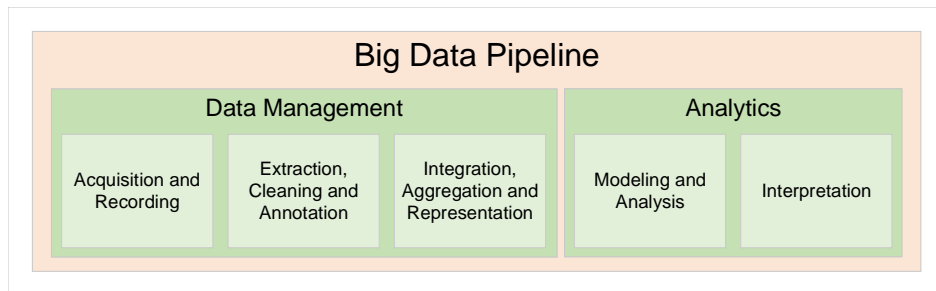 Big Data Pipeline
Data Management
Acquisition and
Recording
Extraction,
Cleaning and
Annotation
Integration,
Aggregation and
Representation
Analytics
Modeling and
Analysis
Interpretation